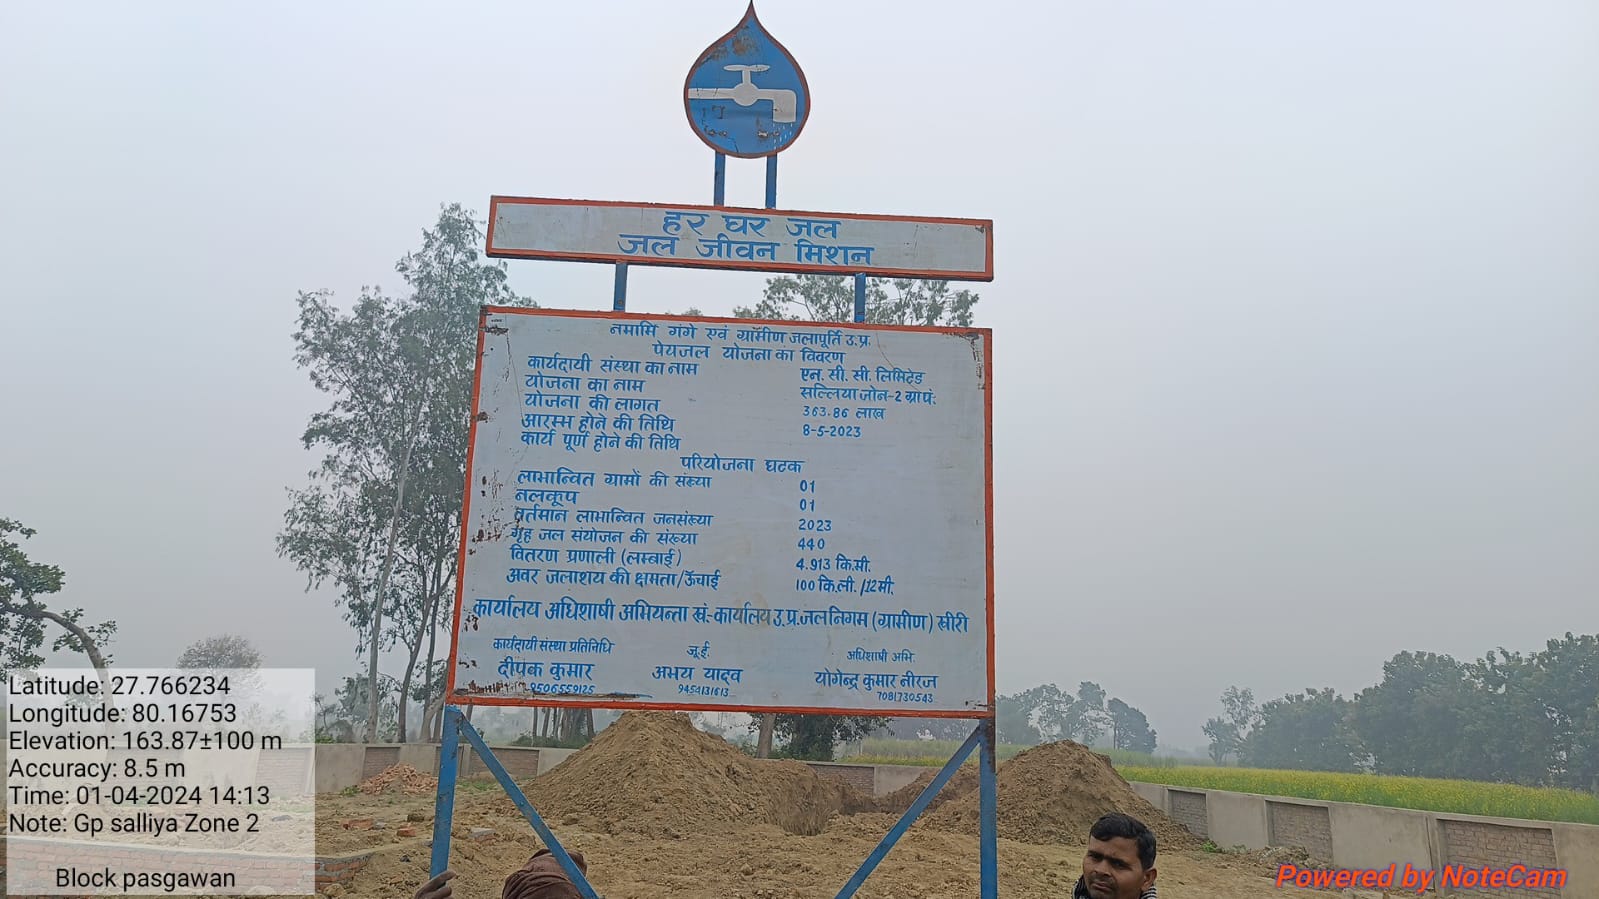 हर घर जल
जल जीवन मिशन
नमामि गंगे एवं ग्रामीण जलापूर्ति उ.प्र.
पेयजल योजना का विवरण
कार्यदायी संस्था का नाम एन. सी. सी. लिमिटेड
योजना का नाम सल्लिया जोन-2 ग्रा०पं०
योजना की लागत 363.86 लाख
आरम्भ होने की तिथि 8-5-2023
कार्य पूर्ण होने की तिथि
परियोजना घटक
लाभान्वित ग्रामों की संख्या 01
नलकूप 01
वर्तमान लाभान्वित जनसंख्या 2023
गृह जल संयोजन की संख्या 440
वितरण प्रणाली (लम्बाई) 4.913 कि.मी.
अवर जलाशय की क्षमता/ऊँचाई 100 कि.ली. /12मी.
कार्यालय अधिशाषी अभियन्ता खं.-कार्यालय उ.प्र.जल निगम (ग्रामीण) खीरी
कार्यदायी संस्था प्रतिनिधि जू.ई. अधिशाषी अभि.
दीपक कुमार अभय यादव योगेन्द्र कुमार नीरज
9506559125 9454131613 7081730543
Latitude: 27.766234
Longitude: 80.16753
Elevation: 163.87±100 m
Accuracy: 8.5 m
Time: 01-04-2024 14:13
Note: Gp salliya Zone 2
Block pasgawan
Powered by NoteCam